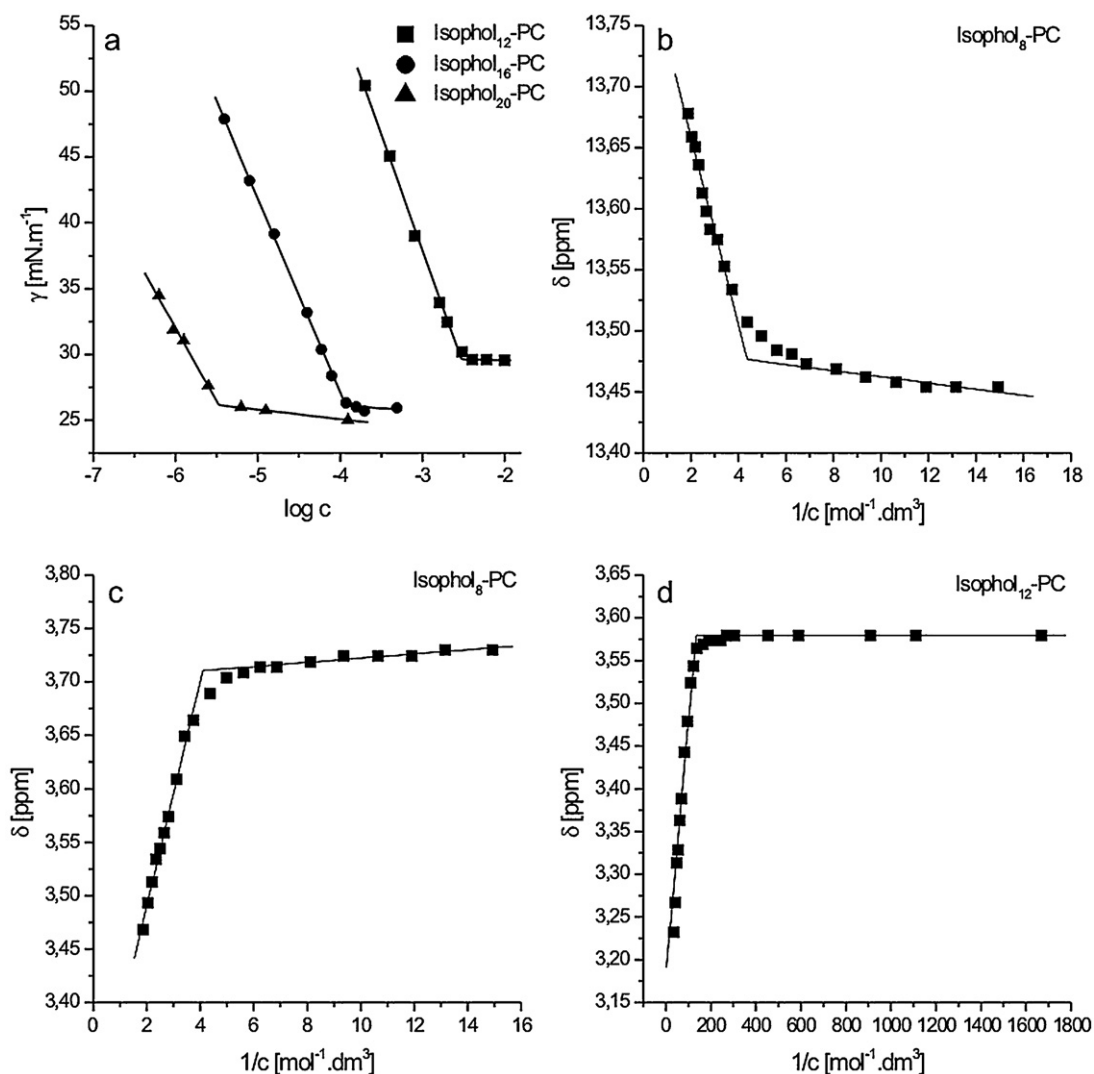 a
Isophol12-PC
Isophol16-PC
Isophol20-PC
55
50
45
40
35
30
25
γ [mN.m-1]
-7 -6 -5 -4 -3 -2
log c
b
Isophol8-PC
13,75
13,70
13,65
13,60
13,55
13,50
13,45
13,40
δ [ppm]
0 2 4 6 8 10 12 14 16 18
1/c [mol-1.dm3]
c
Isophol8-PC
3,80
3,75
3,70
3,65
3,60
3,55
3,50
3,45
3,40
δ [ppm]
0 2 4 6 8 10 12 14 16
1/c [mol-1.dm3]
d
Isophol12-PC
3,65
3,60
3,55
3,50
3,45
3,40
3,35
3,30
3,25
3,20
3,15
δ [ppm]
0 200 400 600 800 1000 1200 1400 1600 1800
1/c [mol-1.dm3]